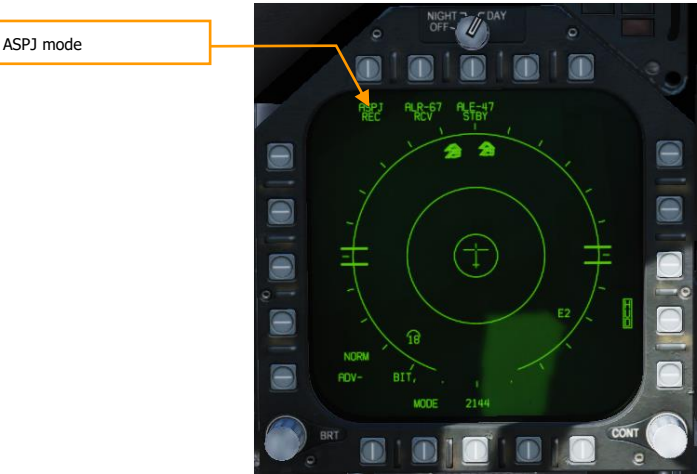 NIGHT DAY
OFF
ASPJ mode
ASPJ ALR-67 ALE-47
REC RCV STBY
E2
HUD
18
NORM
ADV- BIT,
MODE 2144
BRT
CONT